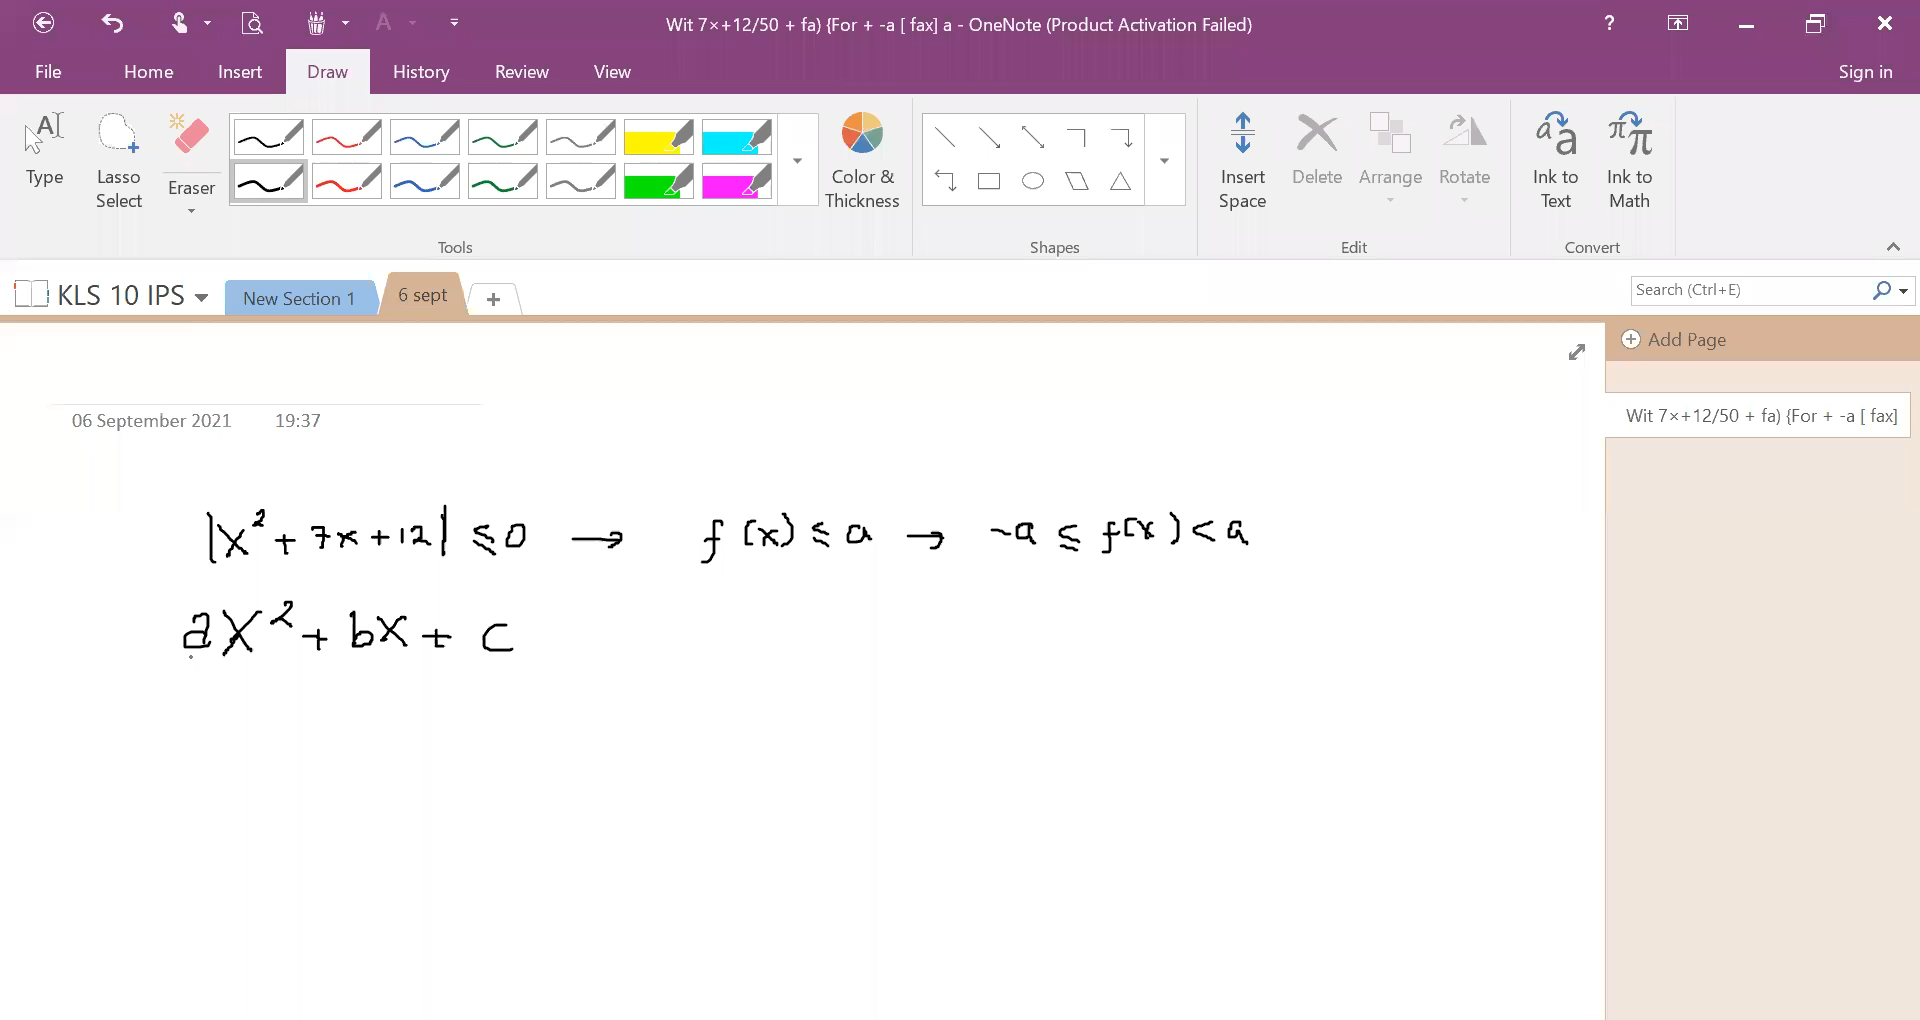 Wit 7×+12/50 + fa) {For + -a [ fax] a - OneNote (Product Activation Failed)
?
File Home Insert Draw History Review View Sign in
Type
Lasso Select
Eraser
Color & Thickness
Insert Space
Delete
Arrange
Rotate
Ink to Text
Ink to Math
Tools Shapes Edit Convert
KLS 10 IPS New Section 1 6 sept + Search (Ctrl+E)
Add Page
Wit 7×+12/50 + fa) {For + -a [ fax]
06 September 2021 19:37
|x² + 7x + 12| ≤ 0 → f(x) ≤ a → -a ≤ f(x) < a
ax² + bx + c